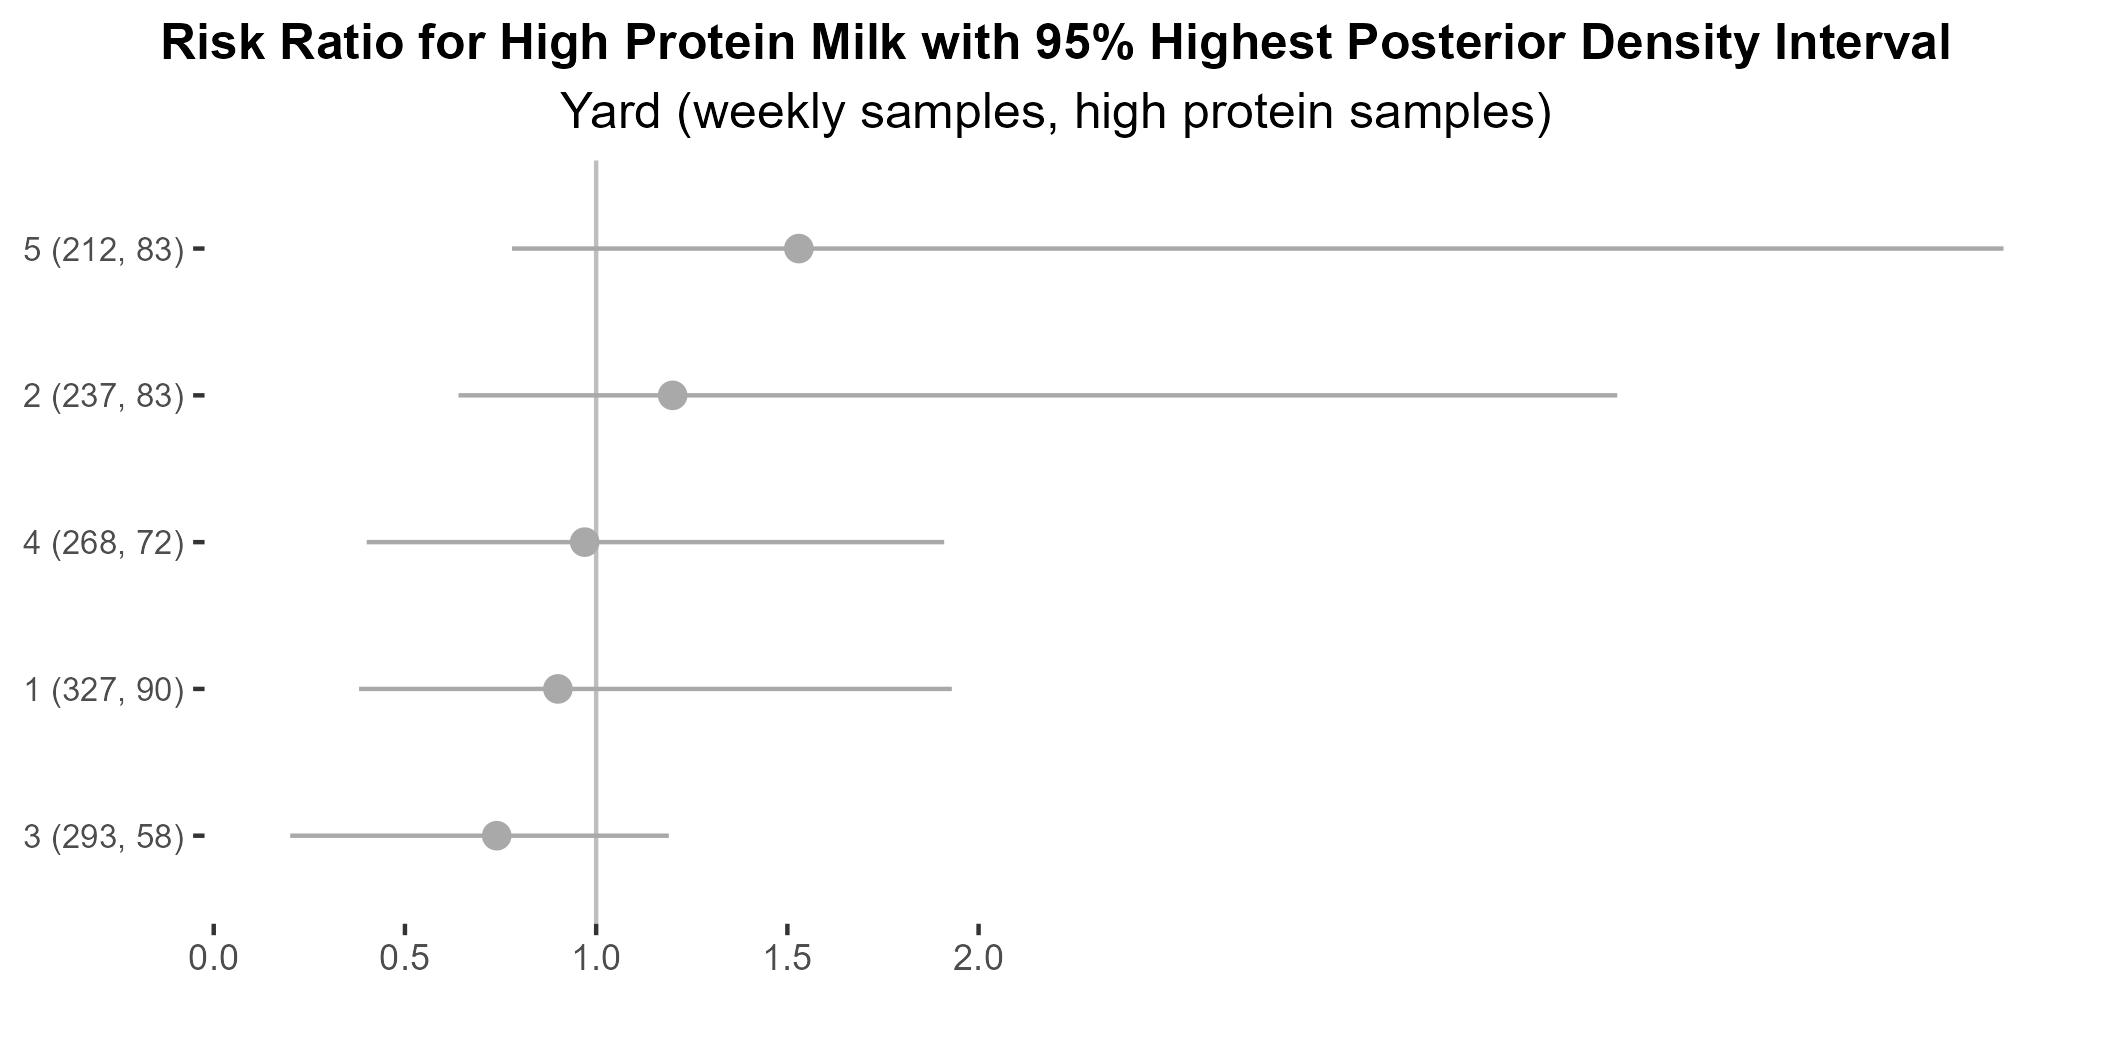 Risk Ratio for High Protein Milk with 95% Highest Posterior Density Interval
Yard (weekly samples, high protein samples)
5 (212, 83)
2 (237, 83)
4 (268, 72)
1 (327, 90)
3 (293, 58)
0.0 0.5 1.0 1.5 2.0